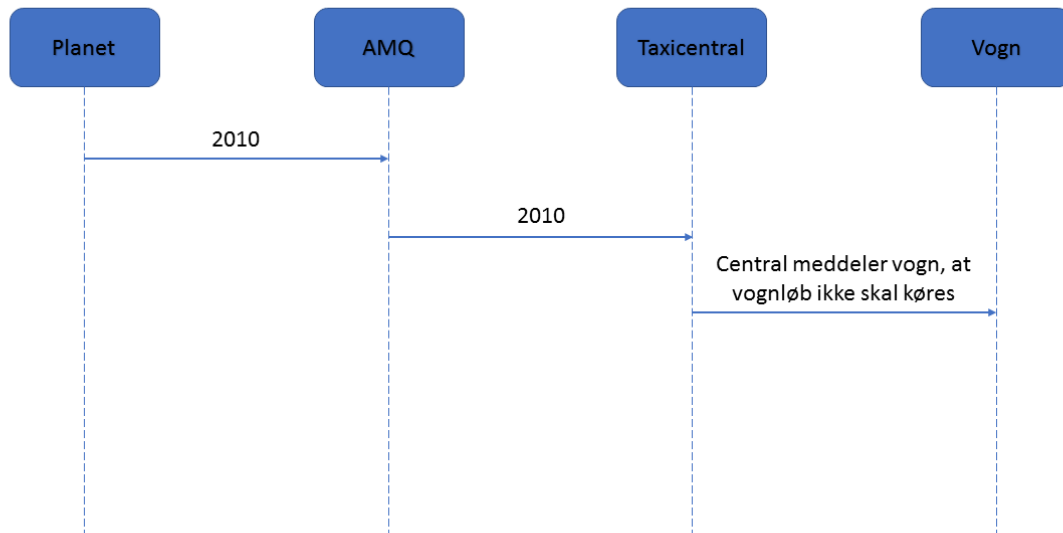 Planet
AMQ
Taxicentral
Vogn
2010
2010
Central meddeler vogn, at
vognløb ikke skal køres